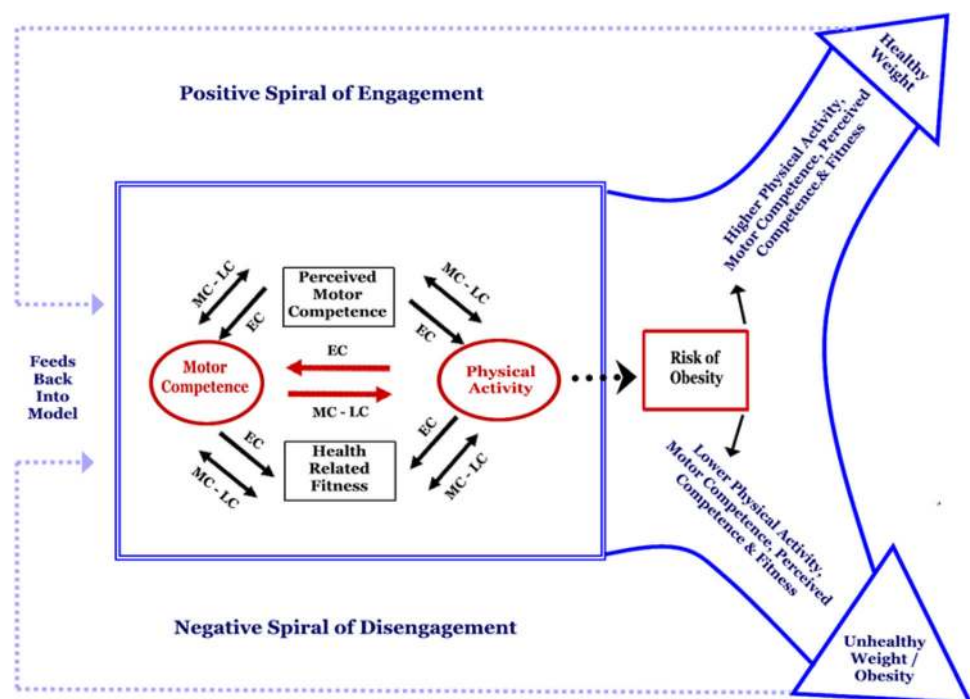 Positive Spiral of Engagement
Healthy
Weight
Higher Physical Activity,
Motor Competence, Perceived
Competence,& Fitness
MC - LC
EC
Perceived
Motor
Competence
MC - LC
EC
Feeds
Back
Into
Model
Motor
Competence
EC
MC - LC
Physical
Activity
Risk of
Obesity
EC
MC - LC
Health
Related
Fitness
EC
MC - LC
Lower Physical Activity,
Motor Competence, Perceived
Competence & Fitness
Negative Spiral of Disengagement
Unhealthy
Weight /
Obesity